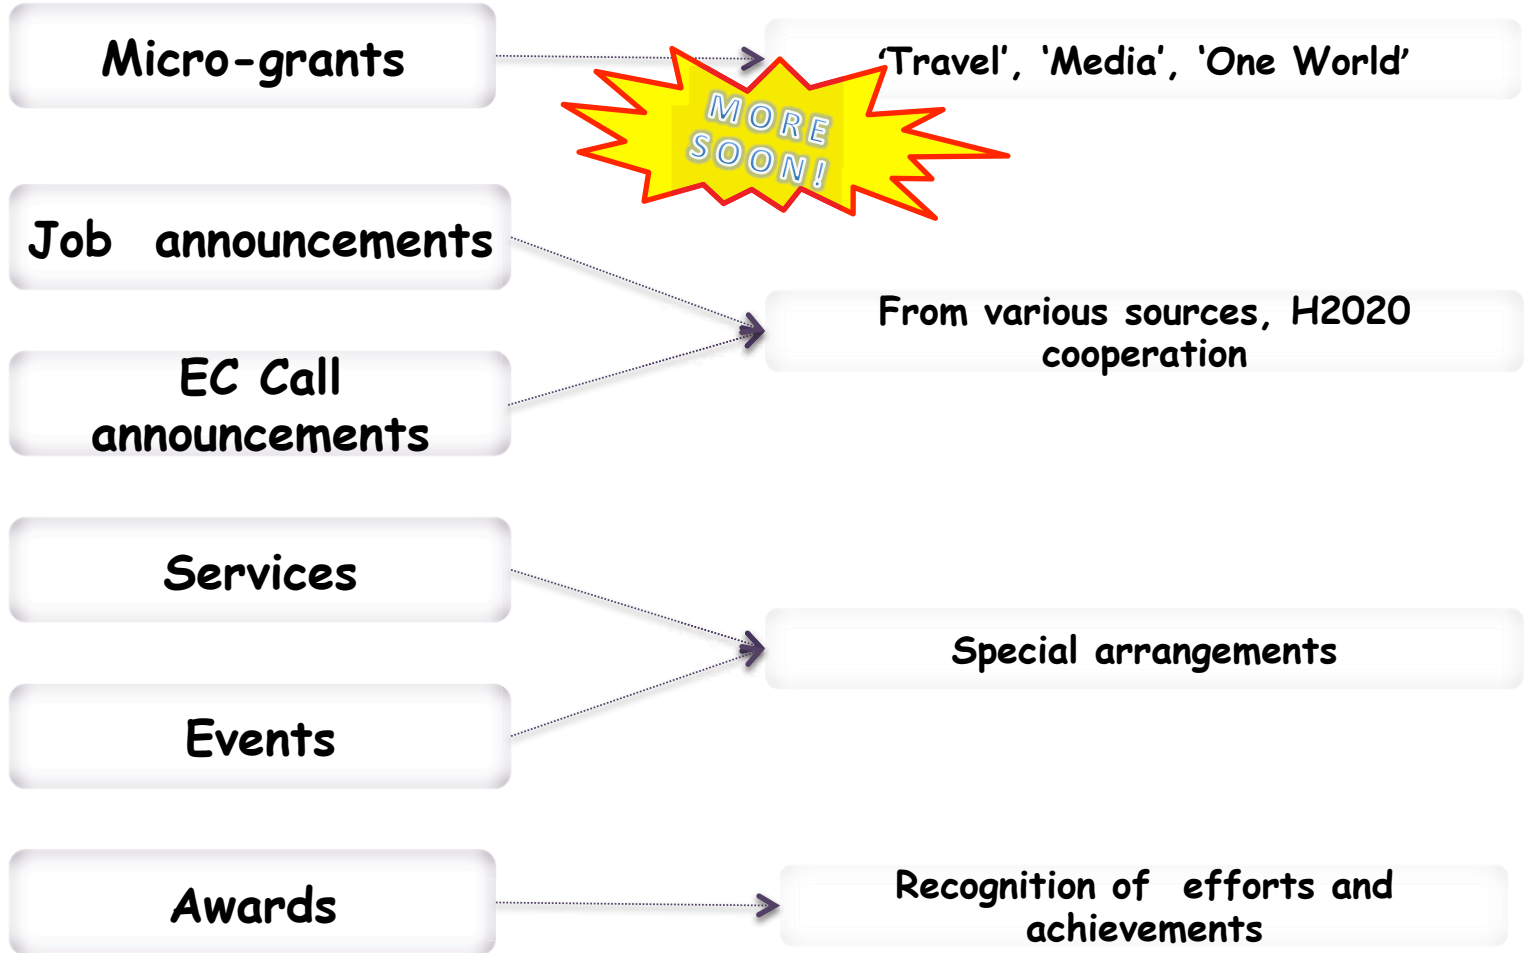 Micro-grants
‘Travel’, ‘Media’, ‘One World’
MORE
SOON!
Job announcements
From various sources, H2020
cooperation
EC Call
announcements
Services
Special arrangements
Events
Awards
Recognition of efforts and
achievements